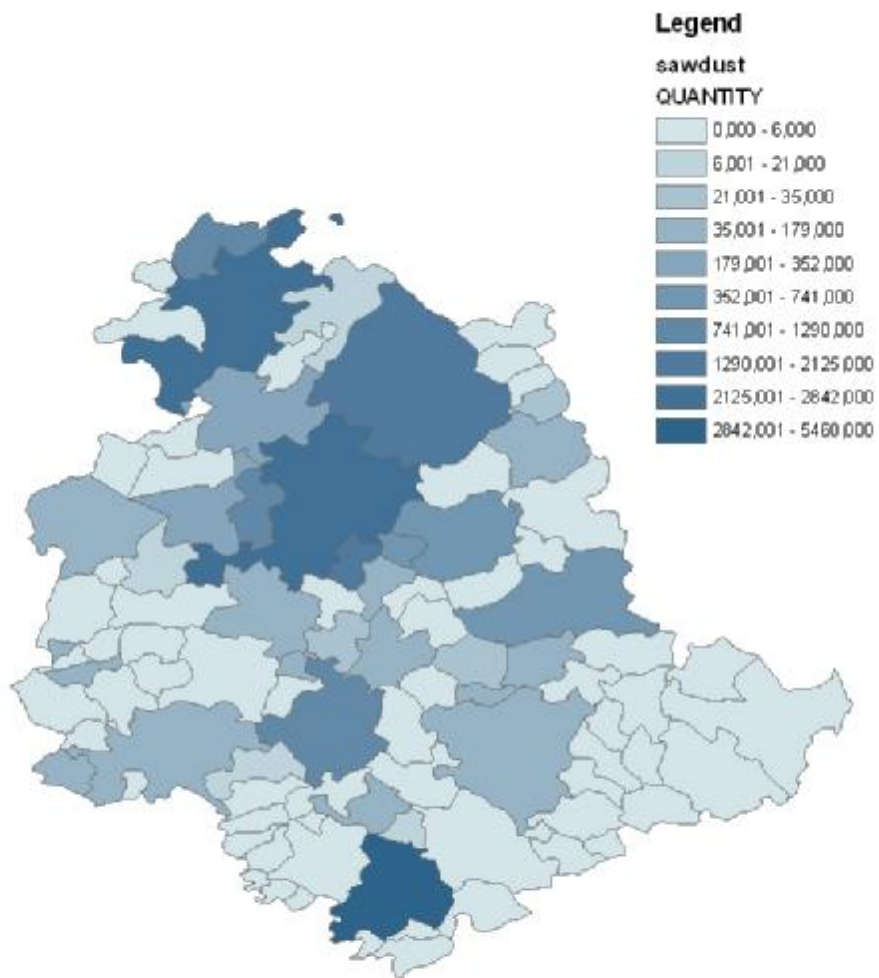 Legend
sawdust
QUANTITY
0,000 - 6,000
6,001 - 21,000
21,001 - 35,000
35,001 - 179,000
179,001 - 352,000
352,001 - 741,000
741,001 - 1290,000
1290,001 - 2125,000
2125,001 - 2842,000
2842,001 - 5460,000